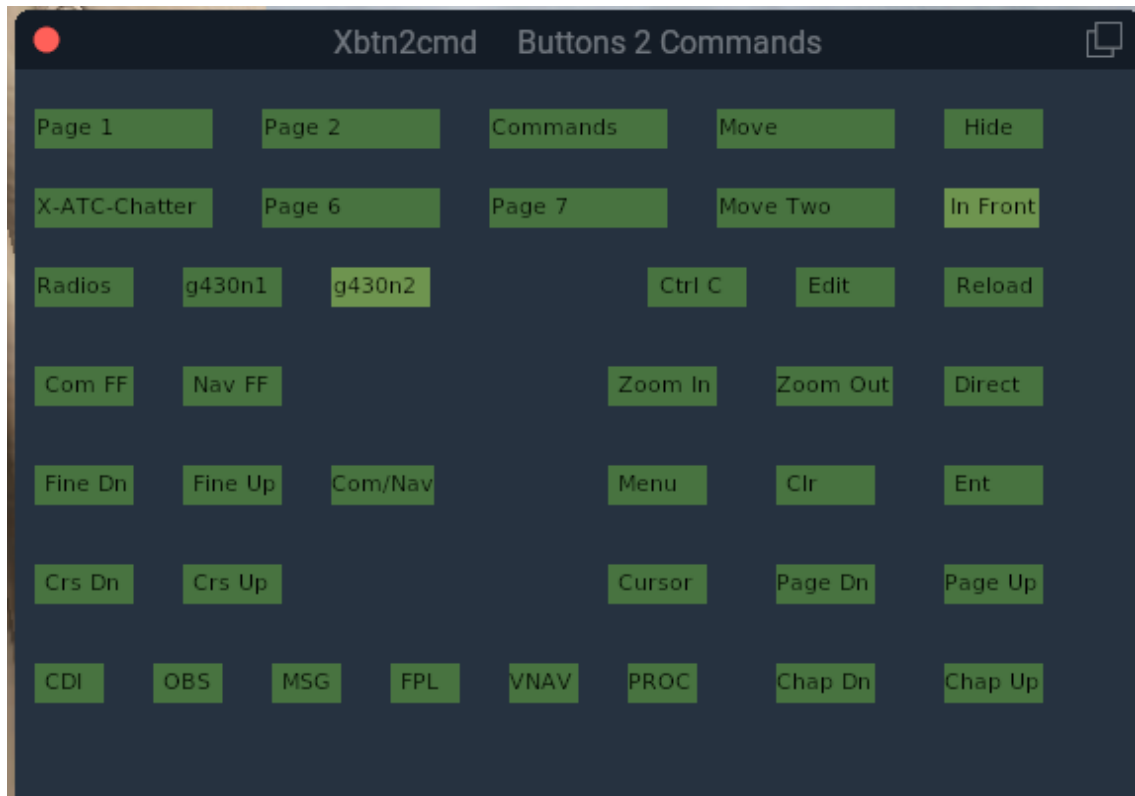 Xbtn2cmd Buttons 2 Commands
Page 1 Page 2 Commands Move Hide
X-ATC-Chatter Page 6 Page 7 Move Two In Front
Radios g430n1 g430n2 Ctrl C Edit Reload
Com FF Nav FF Zoom In Zoom Out Direct
Fine Dn Fine Up Com/Nav Menu Clr Ent
Crs Dn Crs Up Cursor Page Dn Page Up
CDI OBS MSG FPL VNAV PROC Chap Dn Chap Up